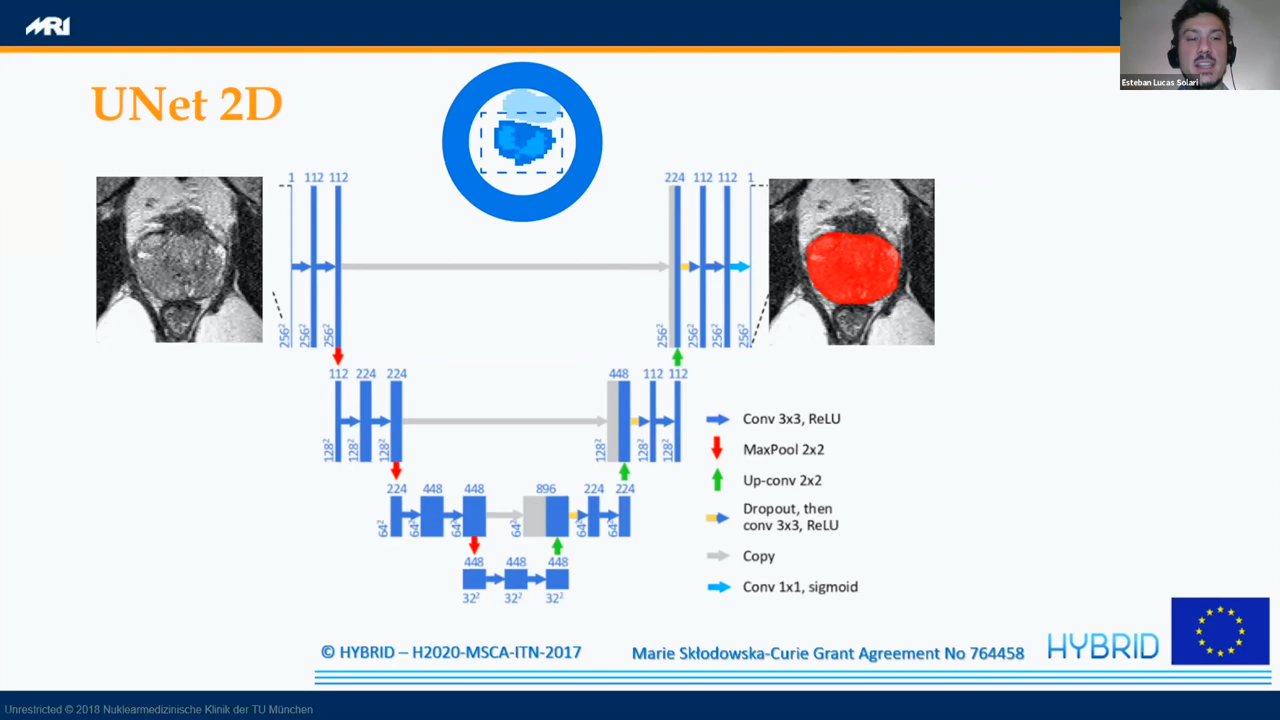 MRI
Esteban Lucas Solari
UNet 2D
1 112 112
224 112 112 1
256² 256² 256²
256² 256² 256² 256²
112 224 224
448 112 112
128² 128² 128²
128² 128² 128²
Conv 3x3, ReLU
MaxPool 2x2
Up-conv 2x2
Dropout, then
conv 3x3, ReLU
Copy
Conv 1x1, sigmoid
224 448 448 896 224 224
64² 64² 64² 64² 64² 64²
448 448 448
32² 32² 32²
© HYBRID – H2020-MSCA-ITN-2017
Marie Skłodowska-Curie Grant Agreement No 764458
HYBRID
Unrestricted © 2018 Nuklearmedizinische Klinik der TU München